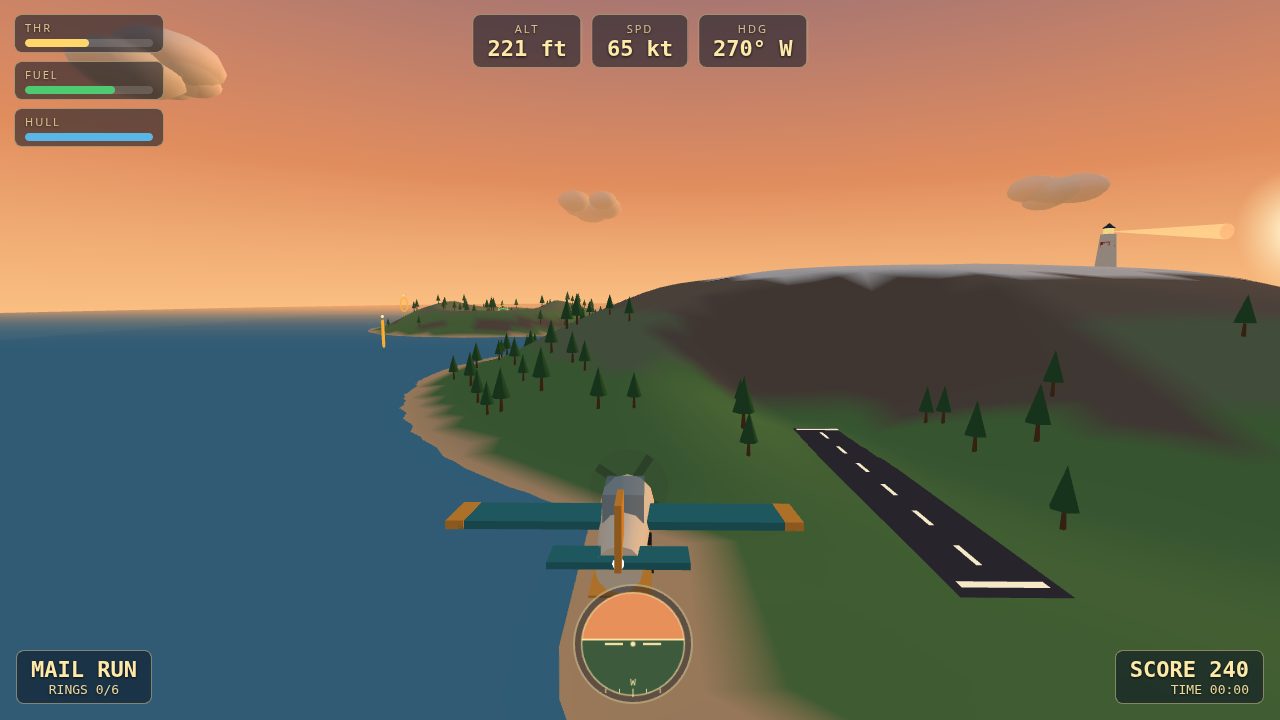 THR
FUEL
HULL
ALT
221 ft
SPD
65 kt
HDG
270° W
W
MAIL RUN
RINGS 0/6
SCORE 240
TIME 00:00